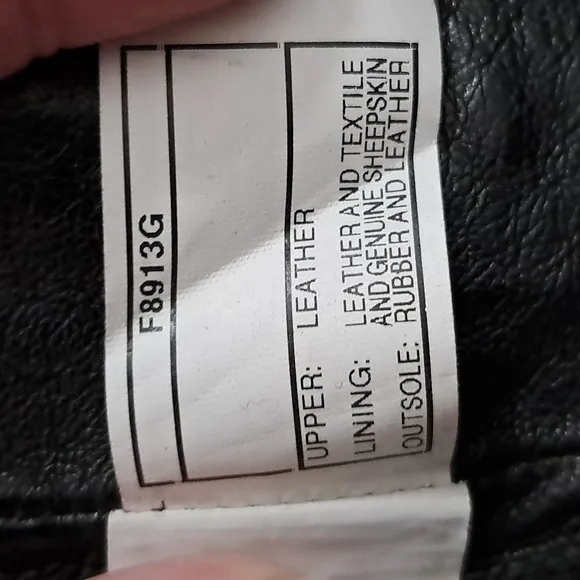 F8913G
UPPER: LEATHER
LINING: LEATHER AND TEXTILE
AND GENUINE SHEEPSKIN
OUTSOLE: RUBBER AND LEATHER